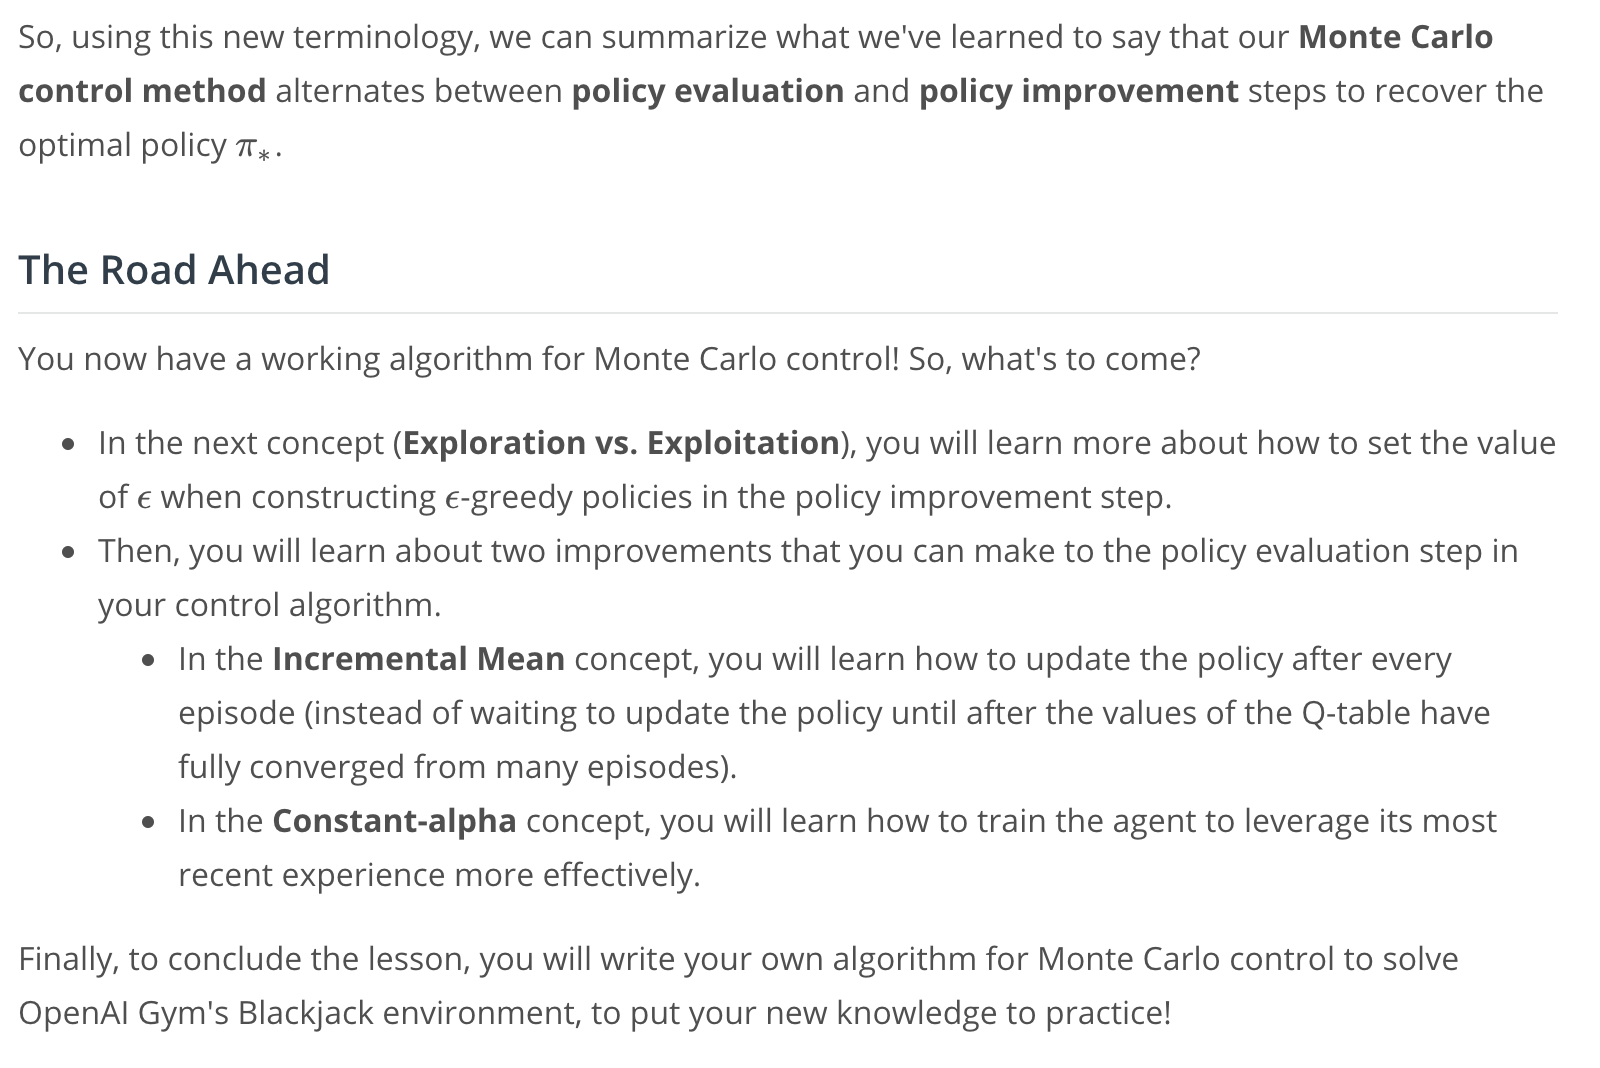 So, using this new terminology, we can summarize what we've learned to say that our Monte Carlo
control method alternates between policy evaluation and policy improvement steps to recover the
optimal policy π∗.
The Road Ahead
You now have a working algorithm for Monte Carlo control! So, what's to come?
• In the next concept (Exploration vs. Exploitation), you will learn more about how to set the value
of ϵ when constructing ϵ-greedy policies in the policy improvement step.
• Then, you will learn about two improvements that you can make to the policy evaluation step in
your control algorithm.
• In the Incremental Mean concept, you will learn how to update the policy after every
episode (instead of waiting to update the policy until after the values of the Q-table have
fully converged from many episodes).
• In the Constant-alpha concept, you will learn how to train the agent to leverage its most
recent experience more effectively.
Finally, to conclude the lesson, you will write your own algorithm for Monte Carlo control to solve
OpenAI Gym's Blackjack environment, to put your new knowledge to practice!